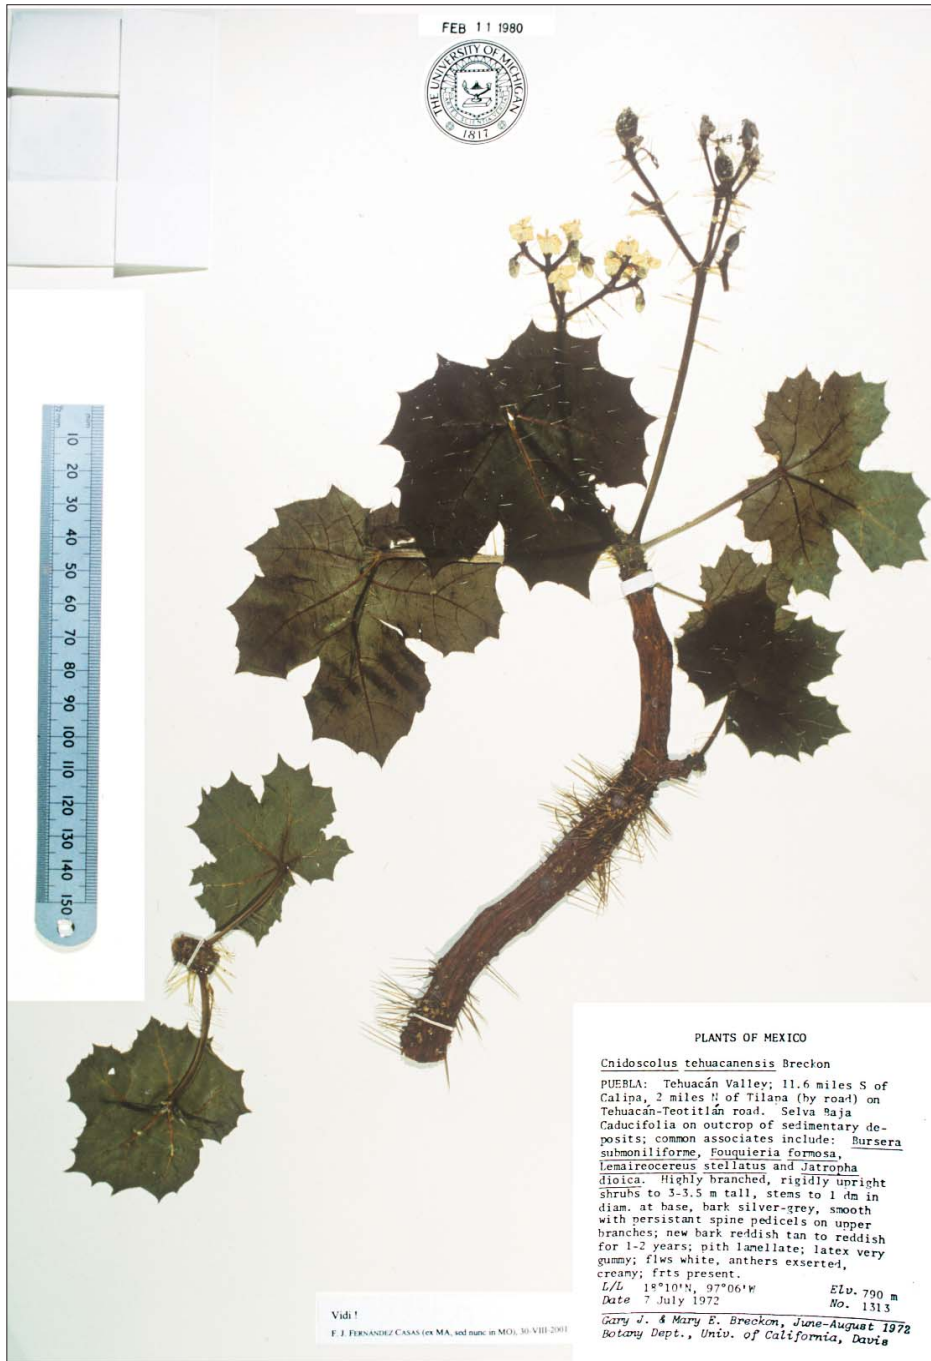 FEB 11 1980
THE UNIVERSITY OF MICHIGAN
1817
mm
10
20
30
40
50
60
70
80
90
100
110
120
130
140
150
PLANTS OF MEXICO
Cnidoscolus tehuacanensis Breckon
PUEBLA: Tehuacán Valley; 11.6 miles S of
Calipa, 2 miles N of Tilapa (by road) on
Tehuacán-Teotitlán road. Selva Baja
Caducifolia on outcrop of sedimentary de-
posits; common associates include: Bursera
submoniliforme, Fouquieria formosa,
Lemaireocereus stellatus and Jatropha
dioica. Highly branched, rigidly upright
shrubs to 3-3.5 m tall, stems to 1 dm in
diam. at base, bark silver-grey, smooth
with persistant spine pedicels on upper
branches; new bark reddish tan to reddish
for 1-2 years; pith lamellate; latex very
gummy; flws white, anthers exserted,
creamy; frts present.
L/L 18°10'N, 97°06'W Elv. 790 m
Date 7 July 1972 No. 1313
Gary J. & Mary E. Breckon, June-August 1972
Botany Dept., Univ. of California, Davis
Vidi !
F. J. FERNÁNDEZ CASAS (ex MA, sed nunc in MO), 30-VIII-2001